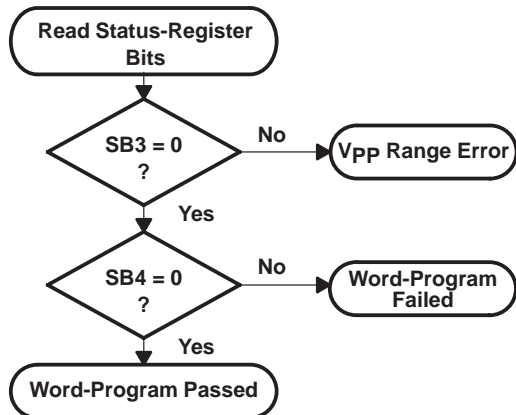 Read Status-Register
Bits
SB3 = 0
?
No
VPP Range Error
Yes
SB4 = 0
?
No
Word-Program
Failed
Yes
Word-Program Passed